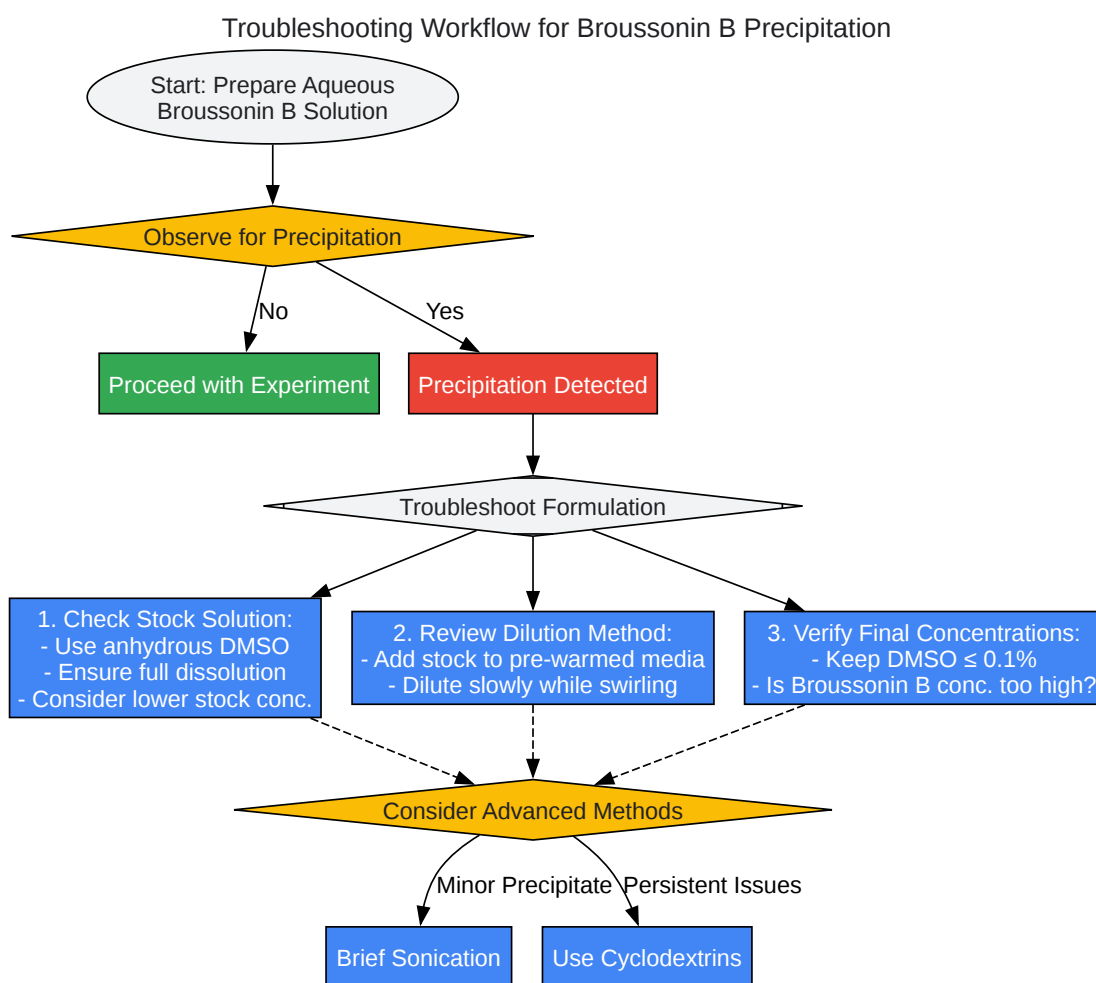 Troubleshooting Workflow for Broussonin B Precipitation
Start: Prepare Aqueous
Broussonin B Solution
Observe for Precipitation
No
Yes
Proceed with Experiment
Precipitation Detected
Troubleshoot Formulation
1. Check Stock Solution:
- Use anhydrous DMSO
- Ensure full dissolution
- Consider lower stock conc.
2. Review Dilution Method:
- Add stock to pre-warmed media
- Dilute slowly while swirling
3. Verify Final Concentrations:
- Keep DMSO ≤ 0.1%
- Is Broussonin B conc. too high?
Consider Advanced Methods
Minor Precipitate
Persistent Issues
Brief Sonication
Use Cyclodextrins